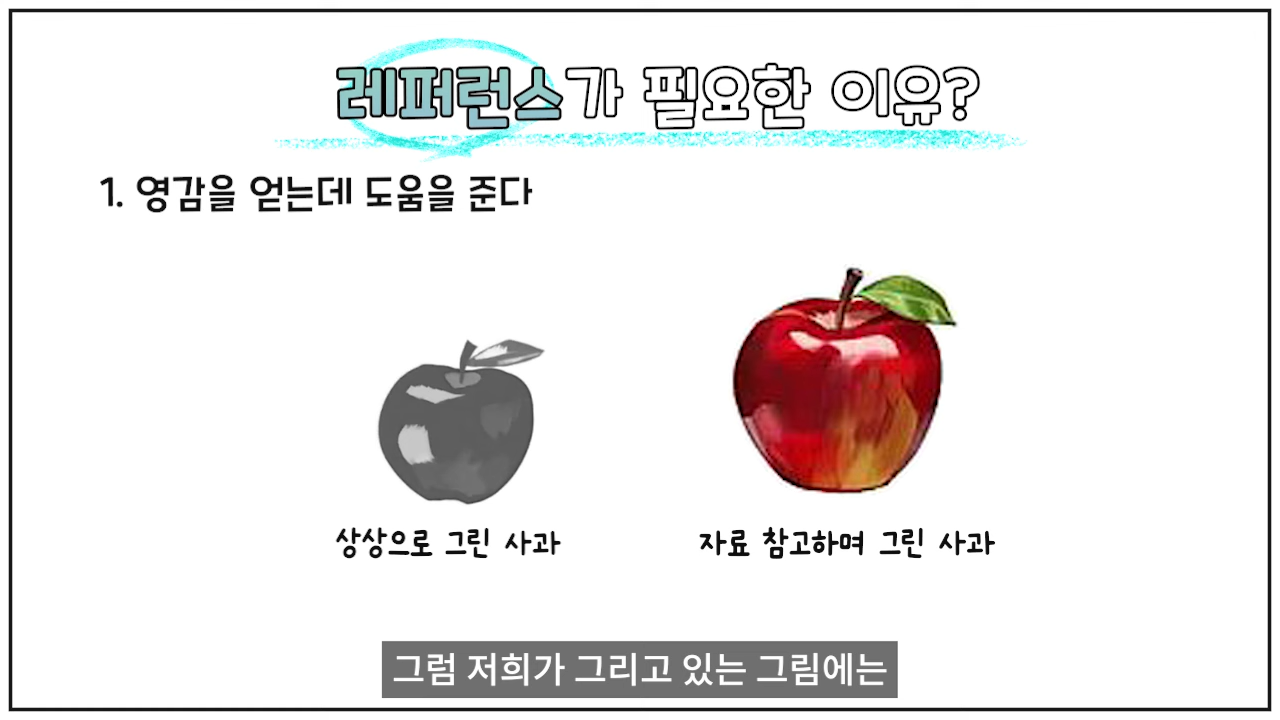 레퍼런스가 필요한 이유?
1. 영감을 얻는데 도움을 준다
상상으로 그린 사과
자료 참고하며 그린 사과
그럼 저희가 그리고 있는 그림에는